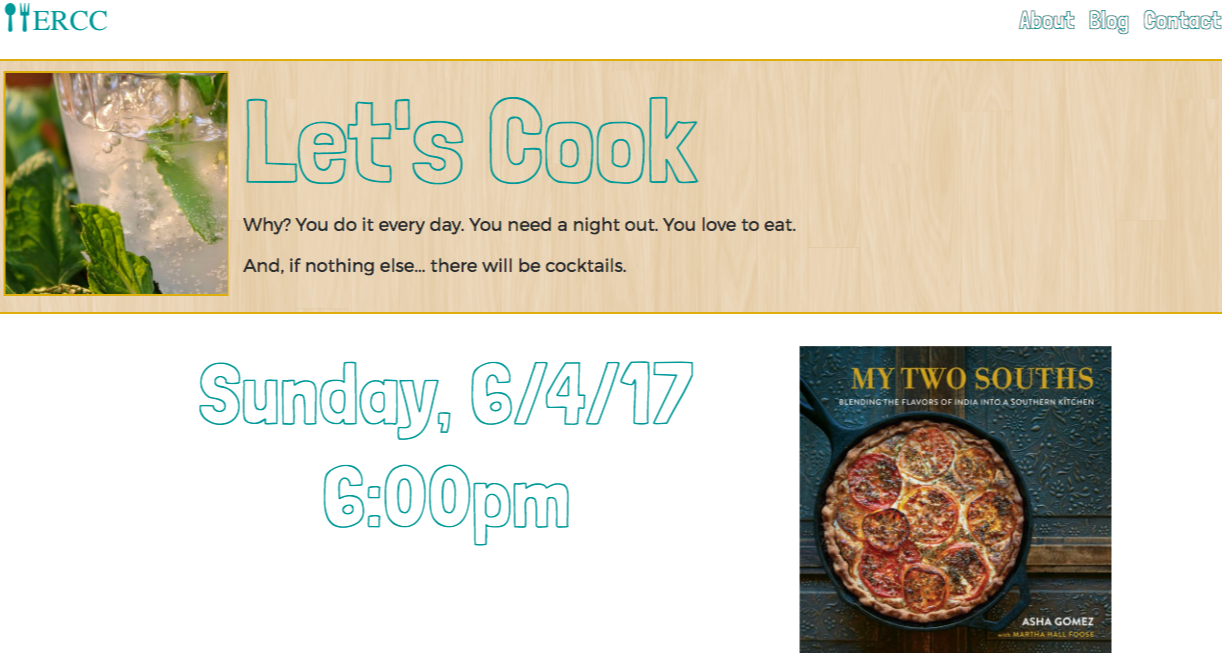 ERCC
About Blog Contact
Let's Cook
Why? You do it every day. You need a night out. You love to eat.
And, if nothing else... there will be cocktails.
Sunday, 6/4/17
6:00pm
MY TWO SOUTHS
BLENDING THE FLAVORS OF INDIA INTO A SOUTHERN KITCHEN
ASHA GOMEZ
with MARTHA HALL FOOSE